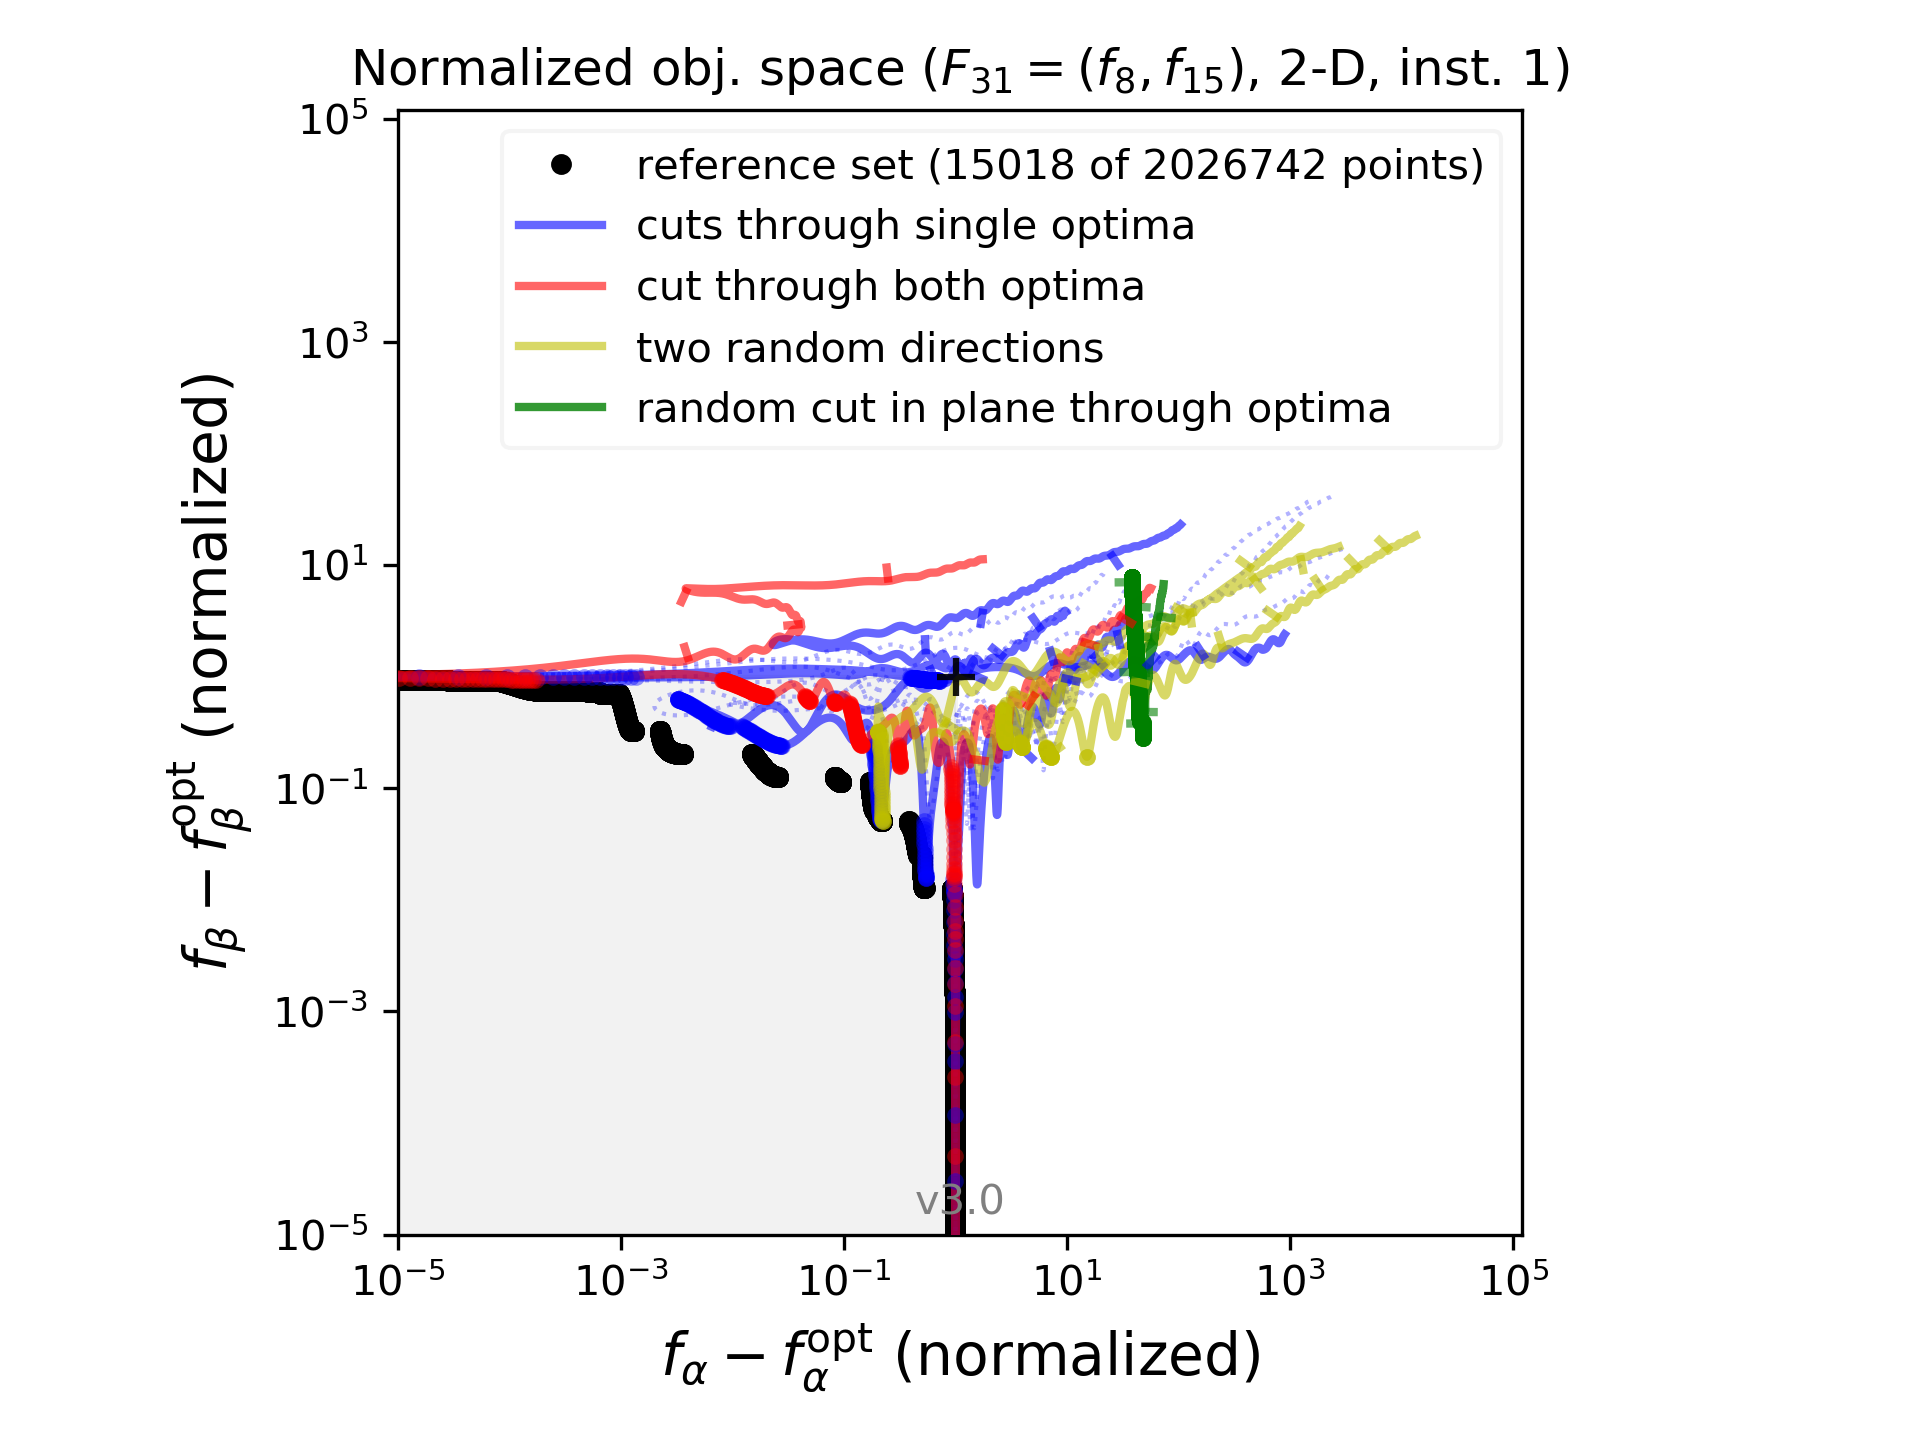 Normalized obj. space (F₃₁ = (f₈, f₁₅), 2-D, inst. 1)
reference set (15018 of 2026742 points)
cuts through single optima
cut through both optima
two random directions
random cut in plane through optima
10⁵
10³
10¹
10⁻¹
10⁻³
10⁻⁵
f_β − f_β^opt (normalized)
v3.0
10⁻⁵ 10⁻³ 10⁻¹ 10¹ 10³ 10⁵
f_α − f_α^opt (normalized)